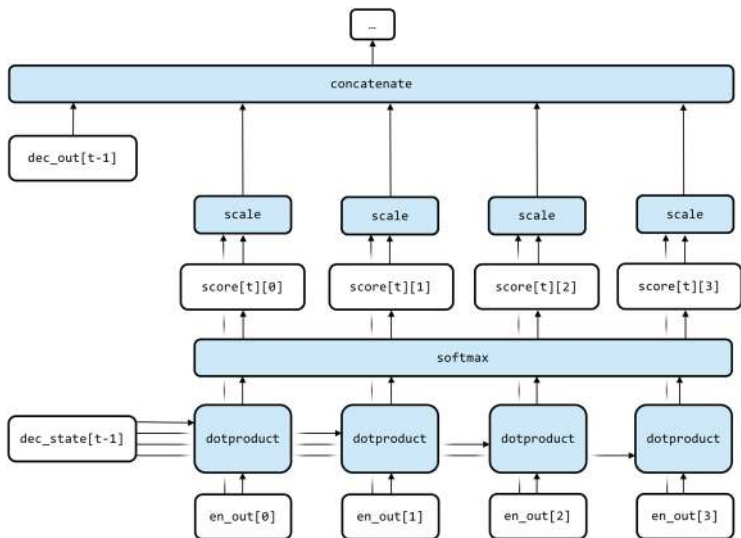 …
concatenate
dec_out[t-1]
scale
scale
scale
scale
score[t][0]
score[t][1]
score[t][2]
score[t][3]
softmax
dec_state[t-1]
dotproduct
dotproduct
dotproduct
dotproduct
en_out[0]
en_out[1]
en_out[2]
en_out[3]